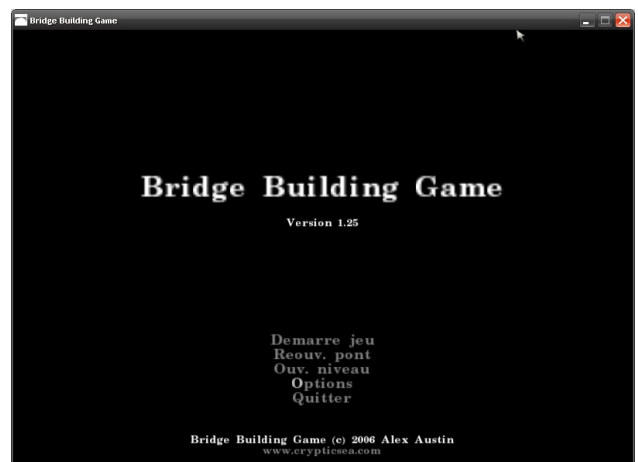 Bridge Building Game
Bridge Building Game
Version 1.25
Demarre jeu
Reouv. pont
Ouv. niveau
Options
Quitter
Bridge Building Game (c) 2006 Alex Austin
www.crypticsea.com